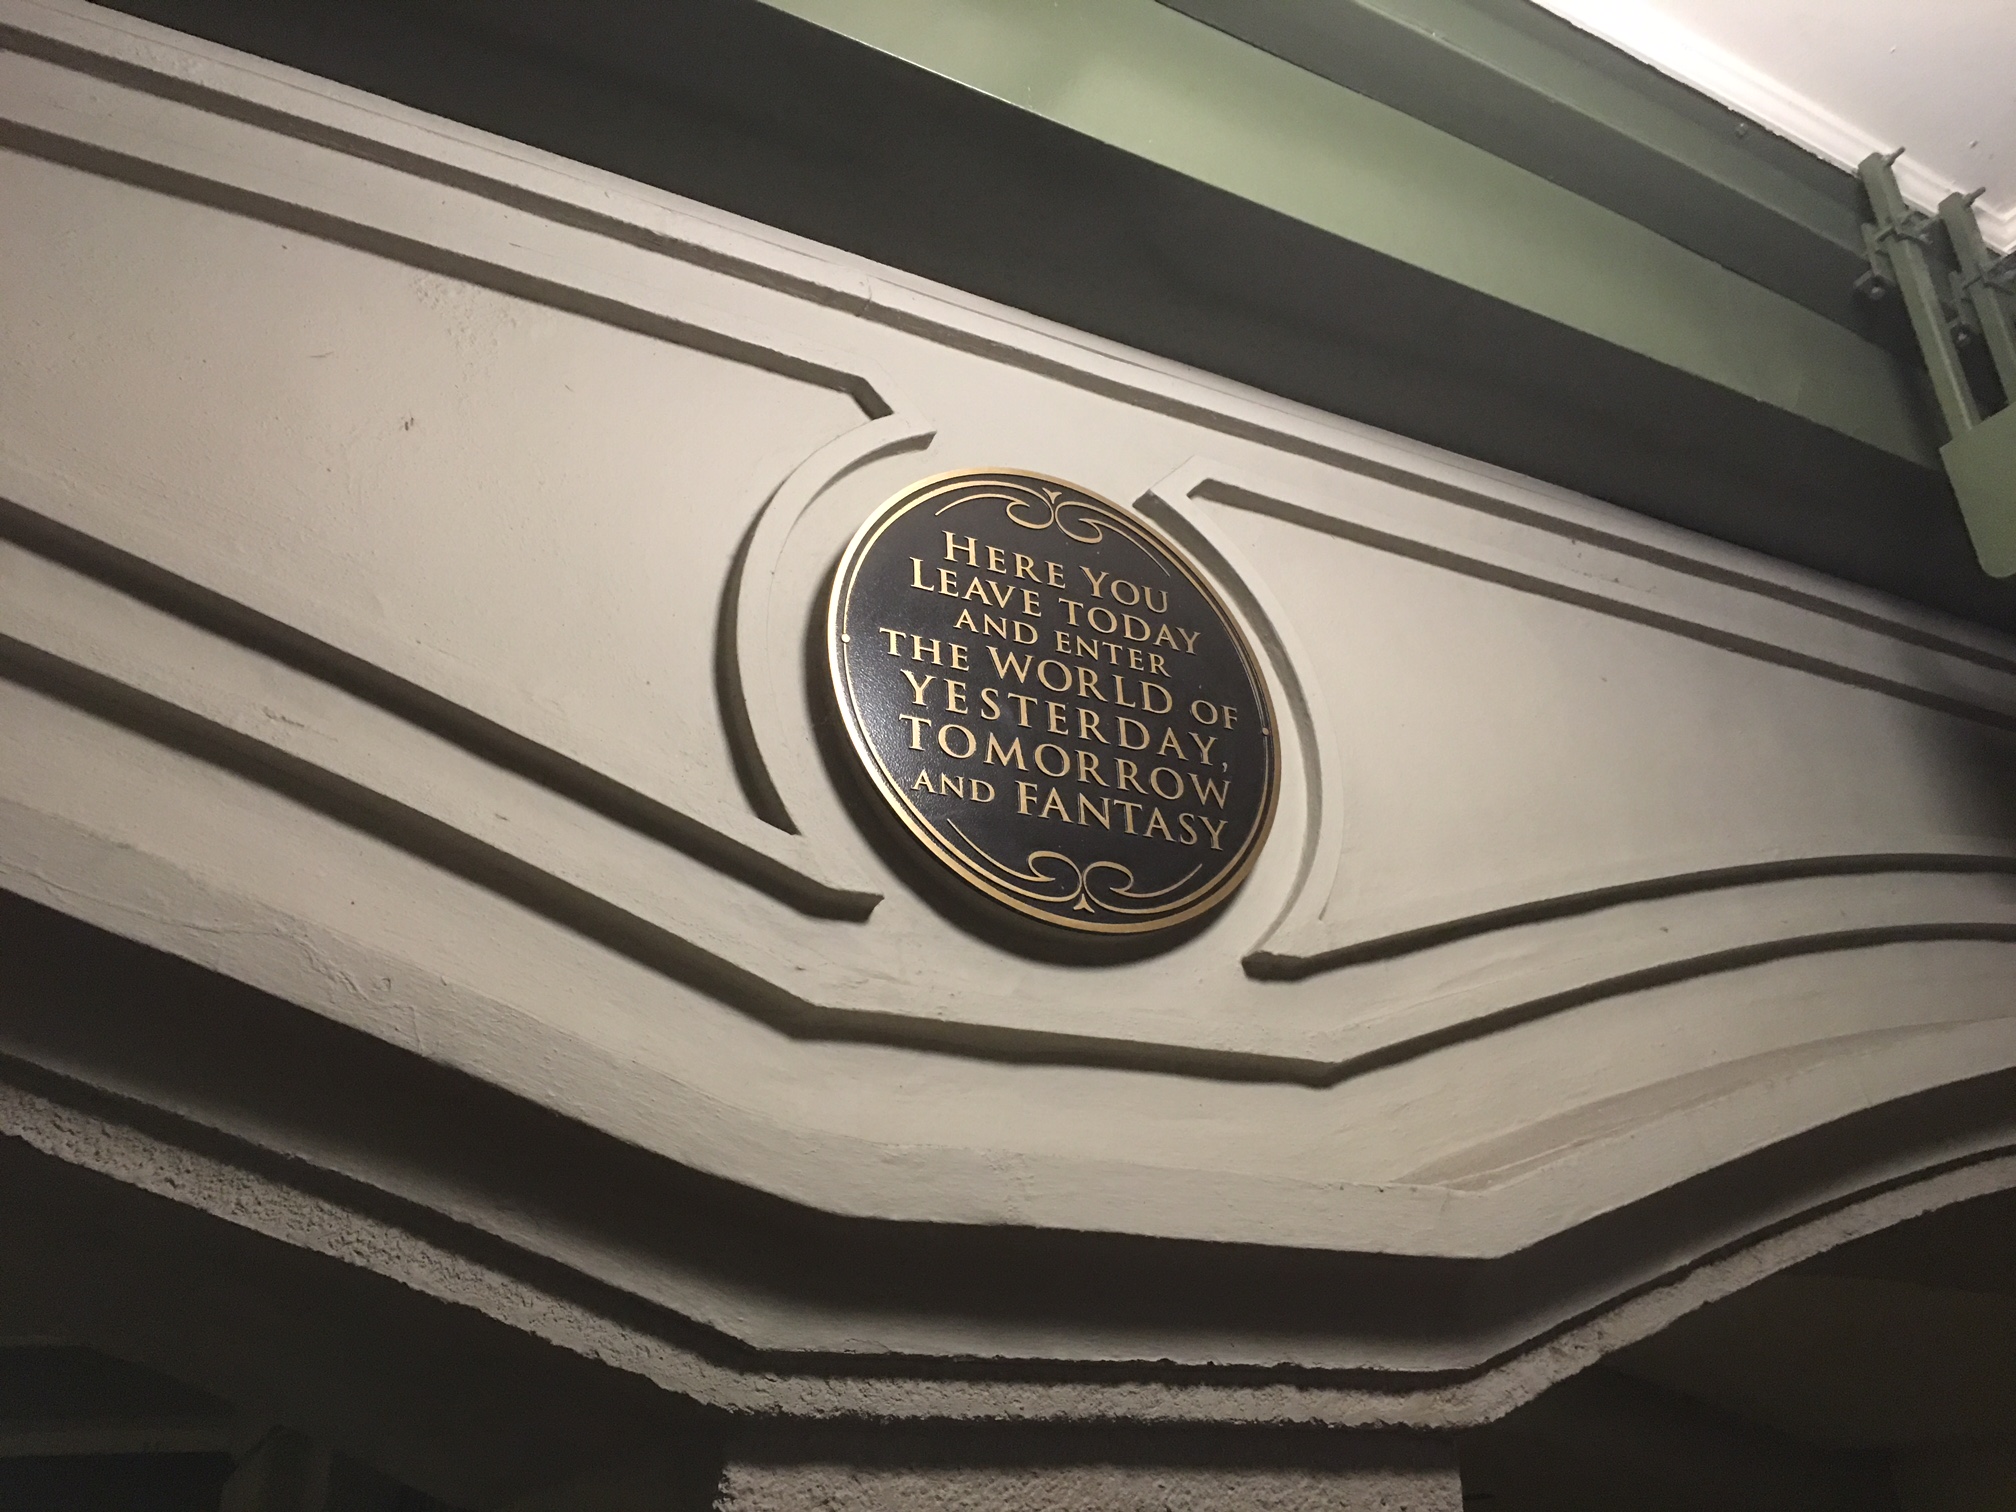 HERE YOU
LEAVE TODAY
AND ENTER
THE WORLD OF
YESTERDAY,
TOMORROW
AND FANTASY